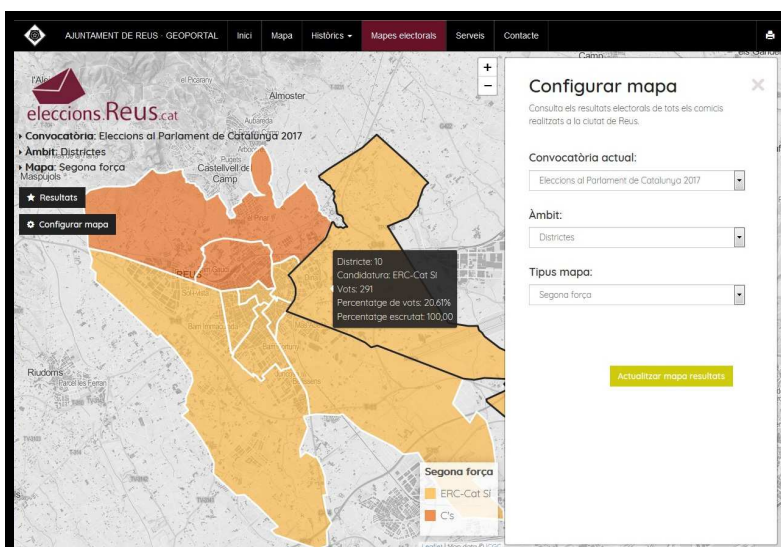 AJUNTAMENT DE REUS · GEOPORTAL
Inici
Mapa
Històrics
Mapes electorals
Serveis
Contacte
eleccions.Reus.cat
Convocatòria: Eleccions al Parlament de Catalunya 2017
Àmbit: Districtes
Mapa: Segona força
Resultats
Configurar mapa
el Picarany
Almoster
Castellvell del
Camp
Maspujols
REUS
Riudoms
+
−
Districte: 10
Candidatura: ERC-Cat SI
Vots: 291
Percentatge de vots: 20.61%
Percentatge escrutat: 100,00
Segona força
ERC-Cat SI
C's
Configurar mapa
×
Consulta els resultats electorals de tots els comicis
realitzats a la ciutat de Reus.
Convocatòria actual:
Eleccions al Parlament de Catalunya 2017
Àmbit:
Districtes
Tipus mapa:
Segona força
Actualitzar mapa resultats